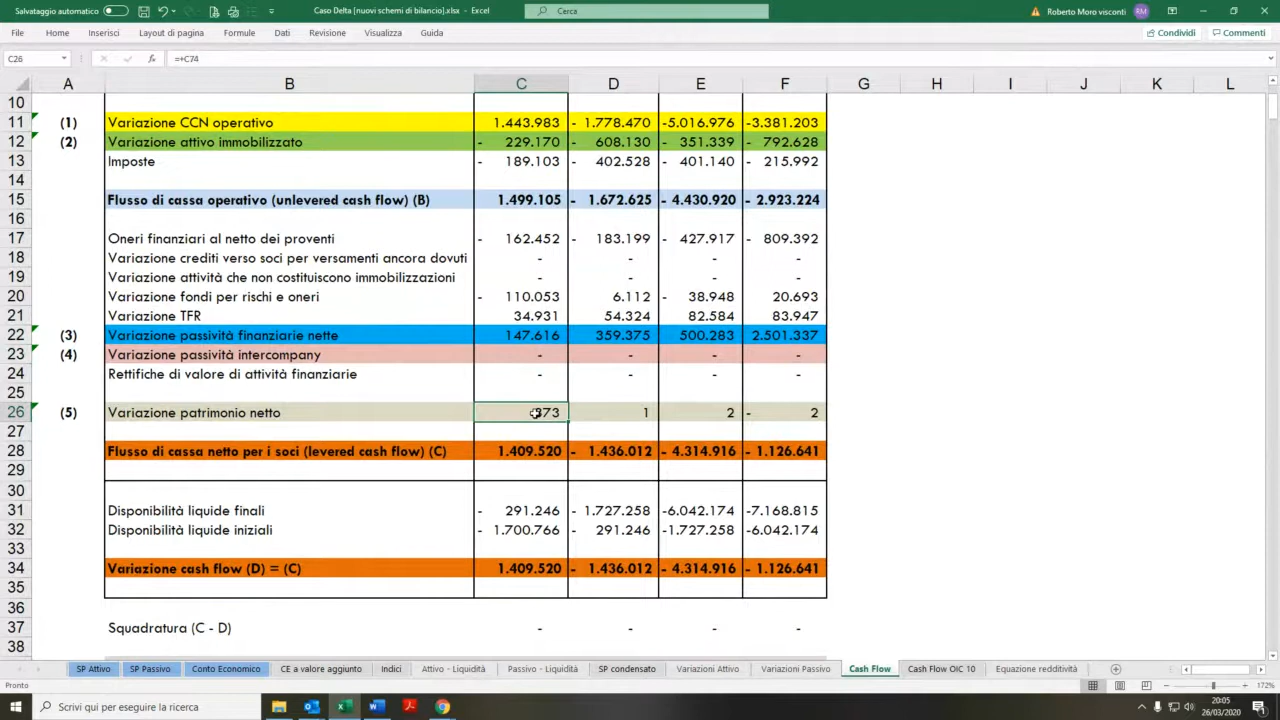 Salvataggio automatico Caso Delta [nuovi schemi di bilancio].xlsx - Excel Cerca Roberto Moro visconti RM
File Home Inserisci Layout di pagina Formule Dati Revisione Visualizza Guida Condividi Commenti
C26 fx =+C74
A B C D E F G H I J K L
10
11 (1) Variazione CCN operativo 1.443.983 - 1.778.470 -5.016.976 -3.381.203
12 (2) Variazione attivo immobilizzato - 229.170 - 608.130 - 351.339 - 792.628
13 Imposte - 189.103 - 402.528 - 401.140 - 215.992
14
15 Flusso di cassa operativo (unlevered cash flow) (B) 1.499.105 - 1.672.625 - 4.430.920 - 2.923.224
16
17 Oneri finanziari al netto dei proventi - 162.452 - 183.199 - 427.917 - 809.392
18 Variazione crediti verso soci per versamenti ancora dovuti - - - -
19 Variazione attività che non costituiscono immobilizzazioni - - - -
20 Variazione fondi per rischi e oneri - 110.053 6.112 - 38.948 20.693
21 Variazione TFR 34.931 54.324 82.584 83.947
22 (3) Variazione passività finanziarie nette 147.616 359.375 500.283 2.501.337
23 (4) Variazione passività intercompany - - - -
24 Rettifiche di valore di attività finanziarie - - - -
25
26 (5) Variazione patrimonio netto 373 1 2 - 2
27
28 Flusso di cassa netto per i soci (levered cash flow) (C) 1.409.520 - 1.436.012 - 4.314.916 - 1.126.641
29
30
31 Disponibilità liquide finali - 291.246 - 1.727.258 -6.042.174 -7.168.815
32 Disponibilità liquide iniziali - 1.700.766 - 291.246 -1.727.258 -6.042.174
33
34 Variazione cash flow (D) = (C) 1.409.520 - 1.436.012 - 4.314.916 - 1.126.641
35
36
37 Squadratura (C - D) - - - -
38
SP Attivo SP Passivo Conto Economico CE a valore aggiunto Indici Attivo - Liquidità Passivo - Liquidità SP condensato Variazioni Attivo Variazioni Passivo Cash Flow Cash Flow OIC 10 Equazione redditività
Pronto 172%
Scrivi qui per eseguire la ricerca 20:05
26/03/2020